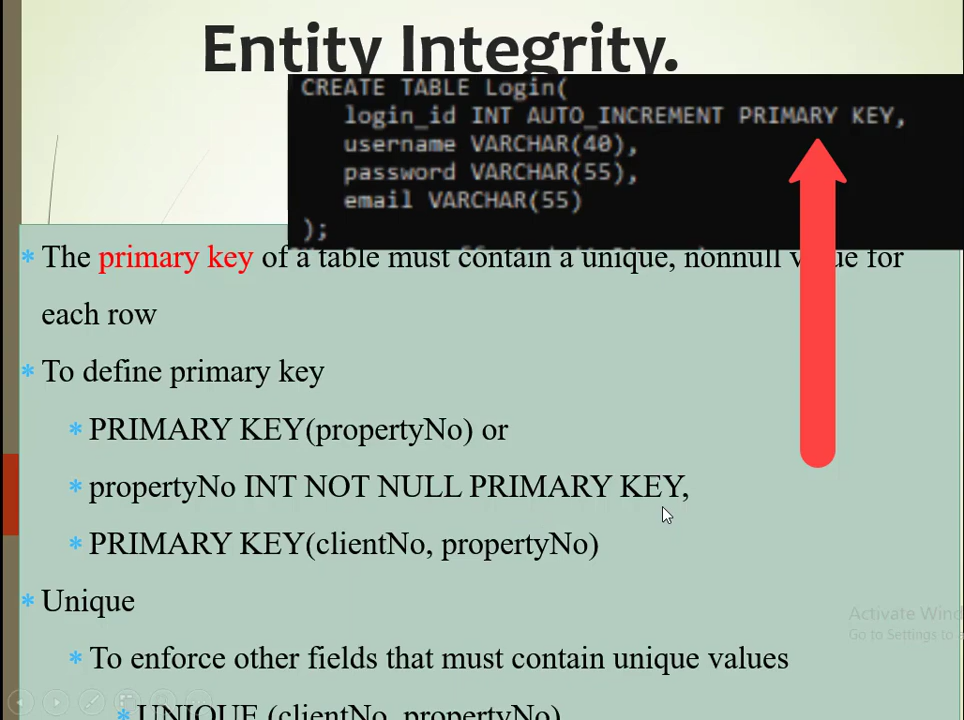 Entity Integrity.
CREATE TABLE Login(
login_id INT AUTO_INCREMENT PRIMARY KEY,
username VARCHAR(40),
password VARCHAR(55),
email VARCHAR(55)
);
* The primary key of a table must contain a unique, nonnull value for
each row
* To define primary key
* PRIMARY KEY(propertyNo) or
* propertyNo INT NOT NULL PRIMARY KEY,
* PRIMARY KEY(clientNo, propertyNo)
* Unique
* To enforce other fields that must contain unique values
* UNIQUE (clientNo, propertyNo)
Activate Wind
Go to Settings to a